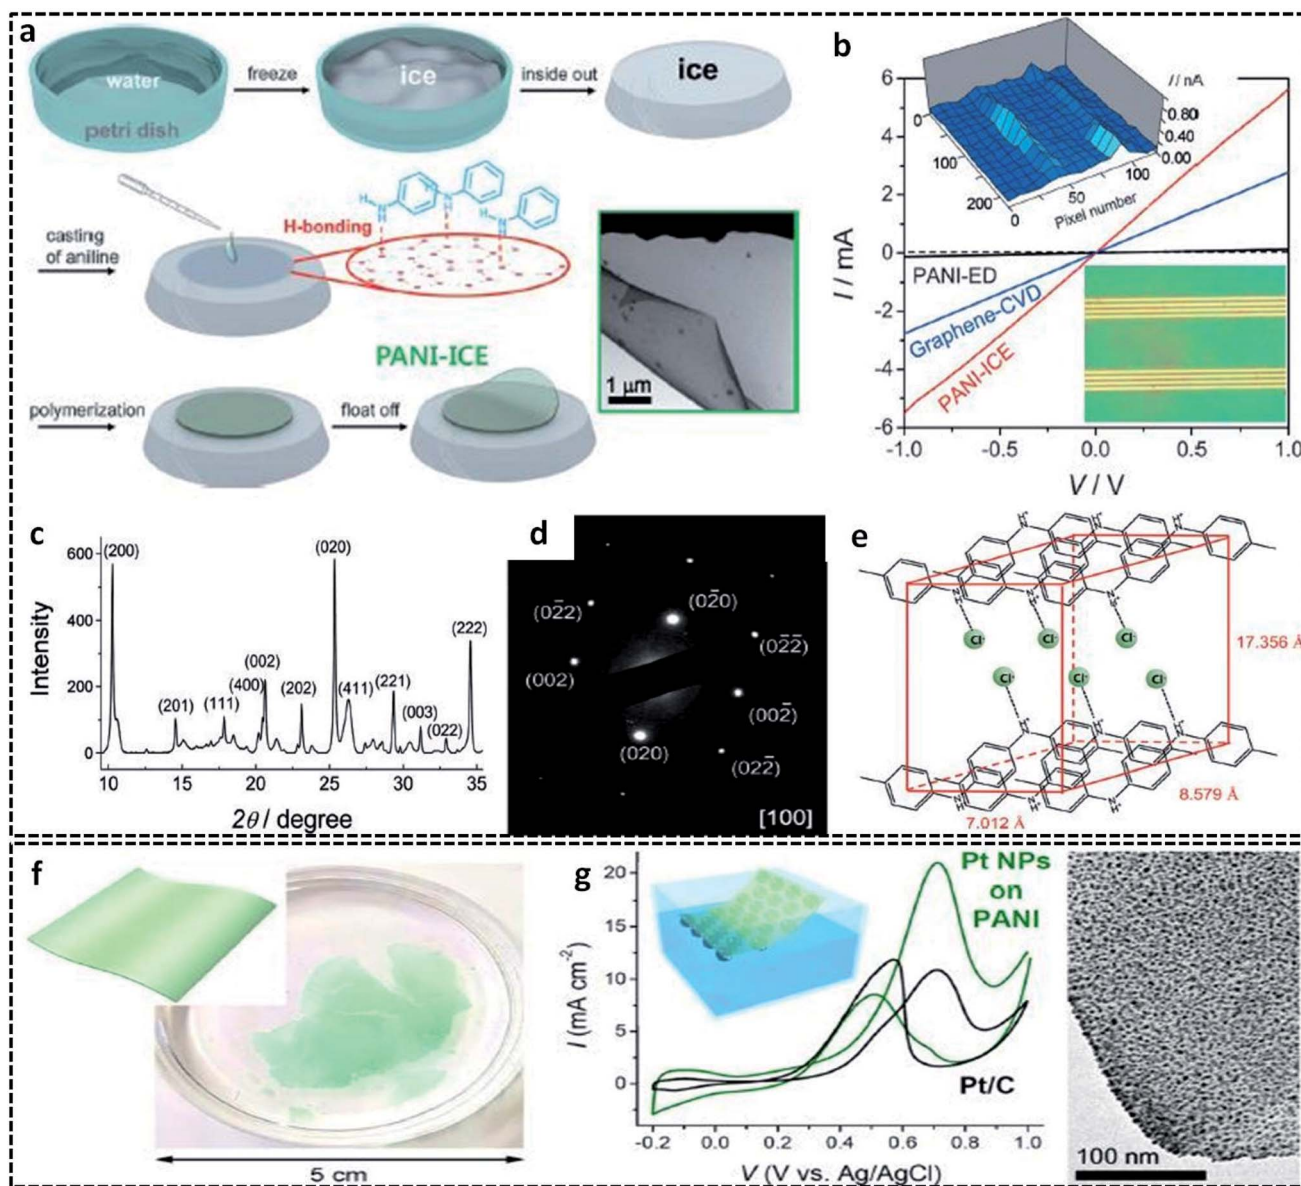 a
water
petri dish
freeze
ice
inside out
ice
casting
of aniline
H-bonding
H
N
N
H
N
PANI-ICE
1 μm
polymerization
float off
b
I / mA
6
4
2
0
-2
-4
-6
-1.0
-0.5
0.0
0.5
1.0
V / V
I / nA
0.80
0.40
0.00
0
100
200
0
50
100
Pixel number
PANI-ED
Graphene-CVD
PANI-ICE
c
Intensity
600
400
200
0
10
15
20
25
30
35
2θ / degree
(200)
(201)
(111)
(400)
(002)
(202)
(020)
(411)
(221)
(003)
(022)
(222)
d
(02̅2)
(02̅0)
(02̅2̅)
(002)
(002̅)
(020)
(022̅)
[100]
e
Cl⁻
Cl⁻
Cl⁻
Cl⁻
Cl⁻
Cl⁻
17.356 Å
8.579 Å
7.012 Å
f
5 cm
g
I (mA cm⁻²)
20
15
10
5
0
-0.2
0.0
0.2
0.4
0.6
0.8
1.0
V (V vs. Ag/AgCl)
Pt NPs
on
PANI
Pt/C
100 nm